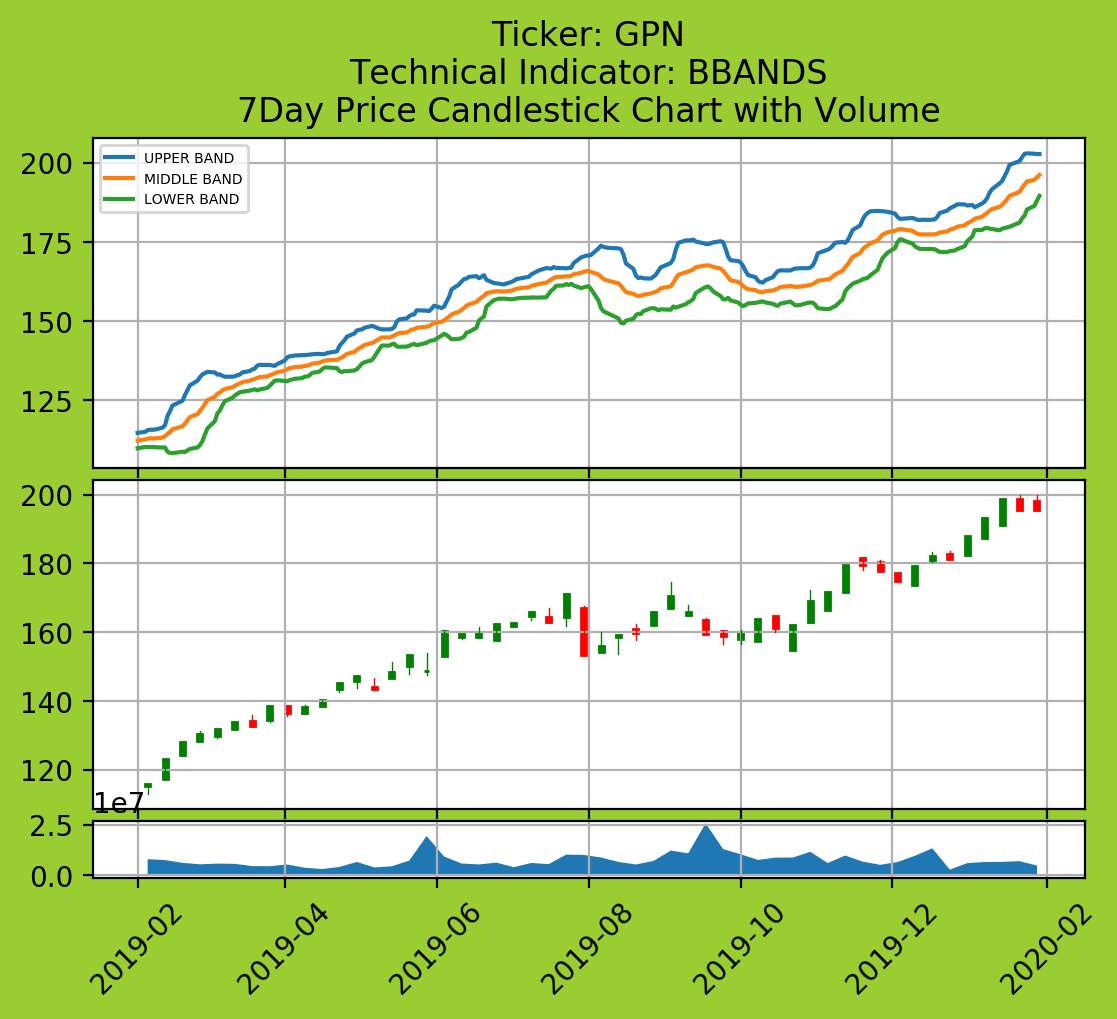 Ticker: GPN
Technical Indicator: BBANDS
7Day Price Candlestick Chart with Volume
UPPER BAND
MIDDLE BAND
LOWER BAND
200
175
150
125
200
180
160
140
120
1e7
2.5
0.0
2019-02
2019-04
2019-06
2019-08
2019-10
2019-12
2020-02